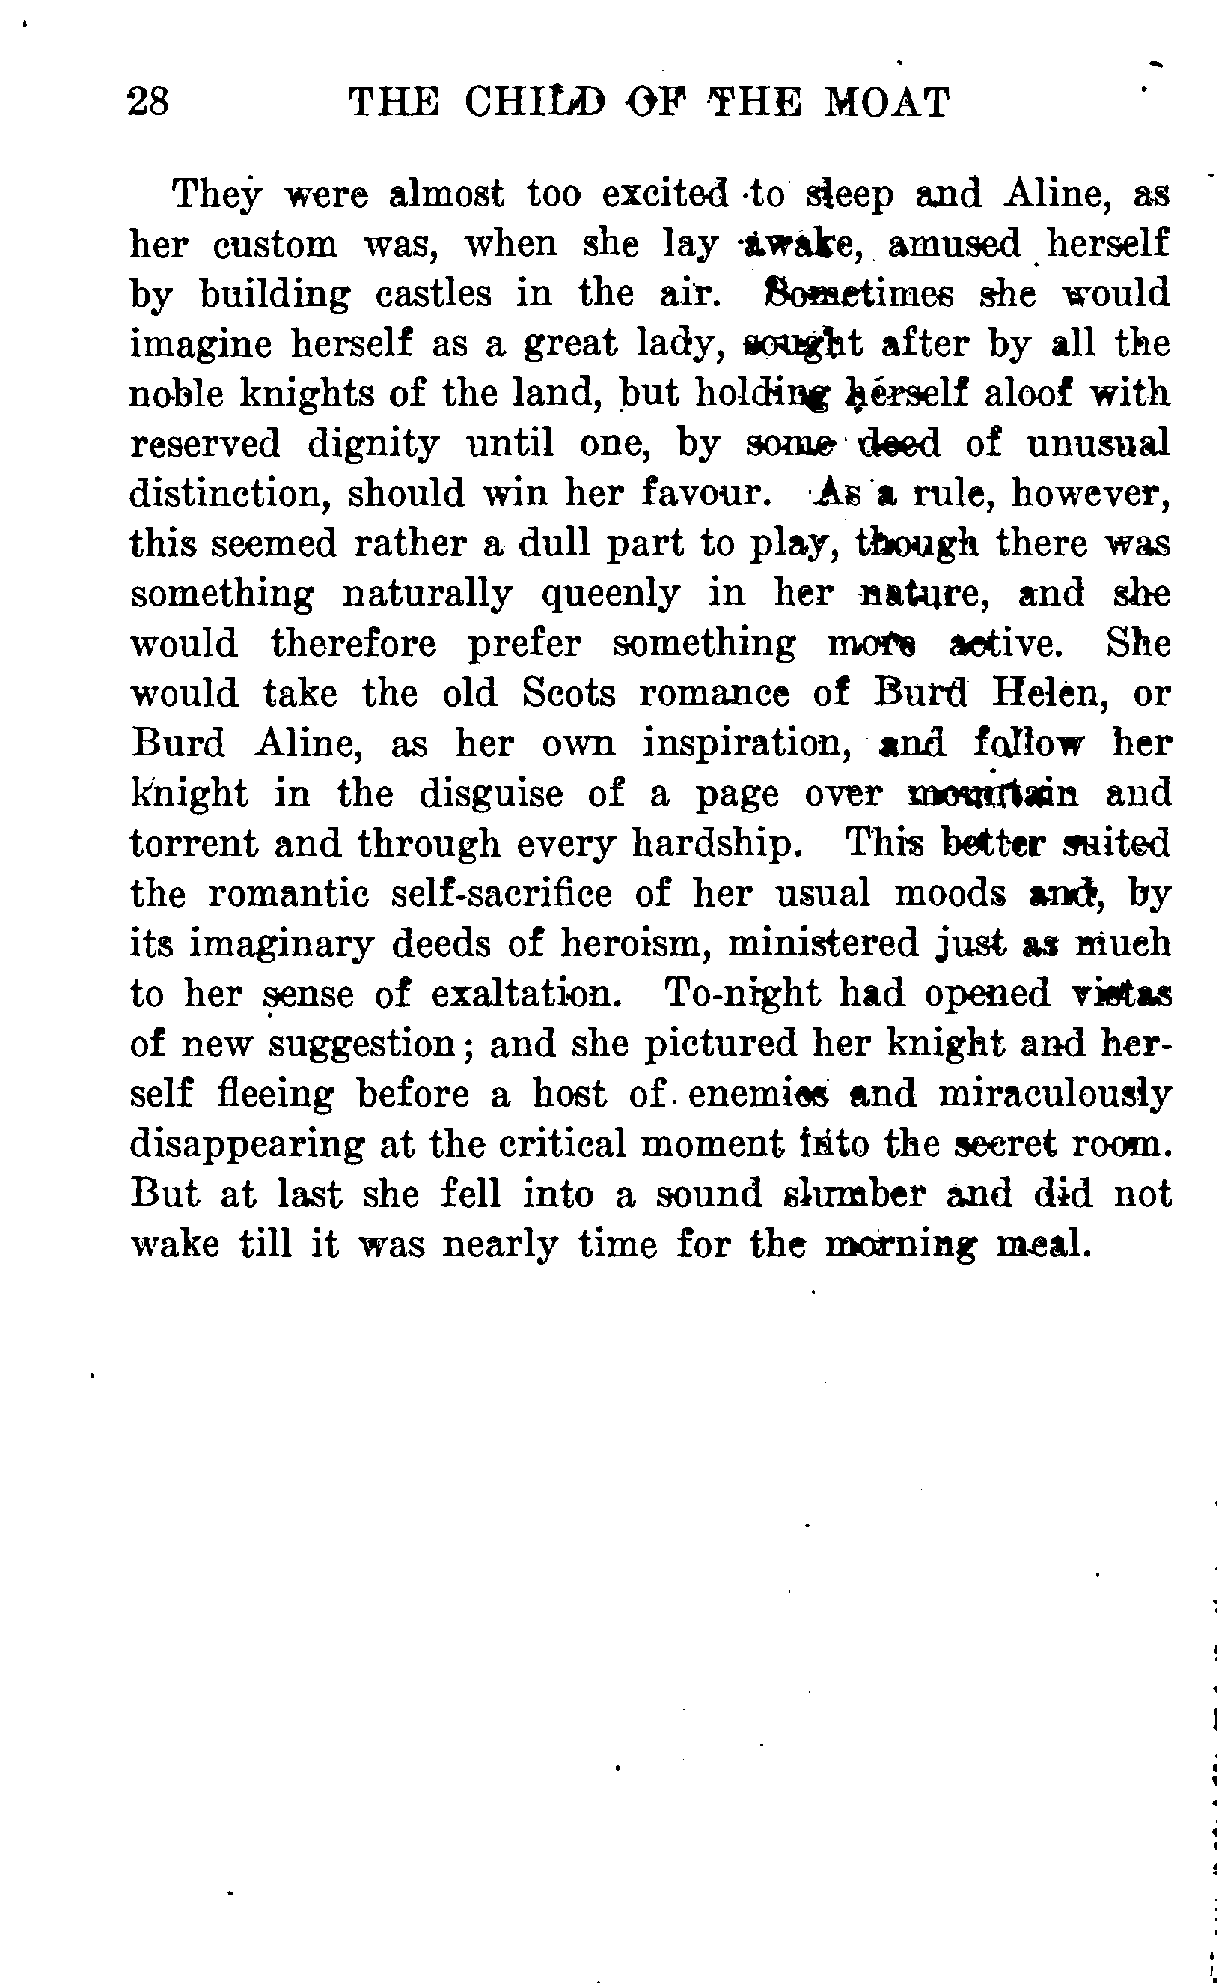 28 THE CHILD OF THE MOAT
They were almost too excited to sleep and Aline, as
her custom was, when she lay awake, amused herself
by building castles in the air. Sometimes she would
imagine herself as a great lady, sought after by all the
noble knights of the land, but holding herself aloof with
reserved dignity until one, by some deed of unusual
distinction, should win her favour. As a rule, however,
this seemed rather a dull part to play, though there was
something naturally queenly in her nature, and she
would therefore prefer something more active. She
would take the old Scots romance of Burd Helen, or
Burd Aline, as her own inspiration, and follow her
knight in the disguise of a page over mountain and
torrent and through every hardship. This better suited
the romantic self-sacrifice of her usual moods and, by
its imaginary deeds of heroism, ministered just as much
to her sense of exaltation. To-night had opened vistas
of new suggestion; and she pictured her knight and her-
self fleeing before a host of enemies and miraculously
disappearing at the critical moment into the secret room.
But at last she fell into a sound slumber and did not
wake till it was nearly time for the morning meal.